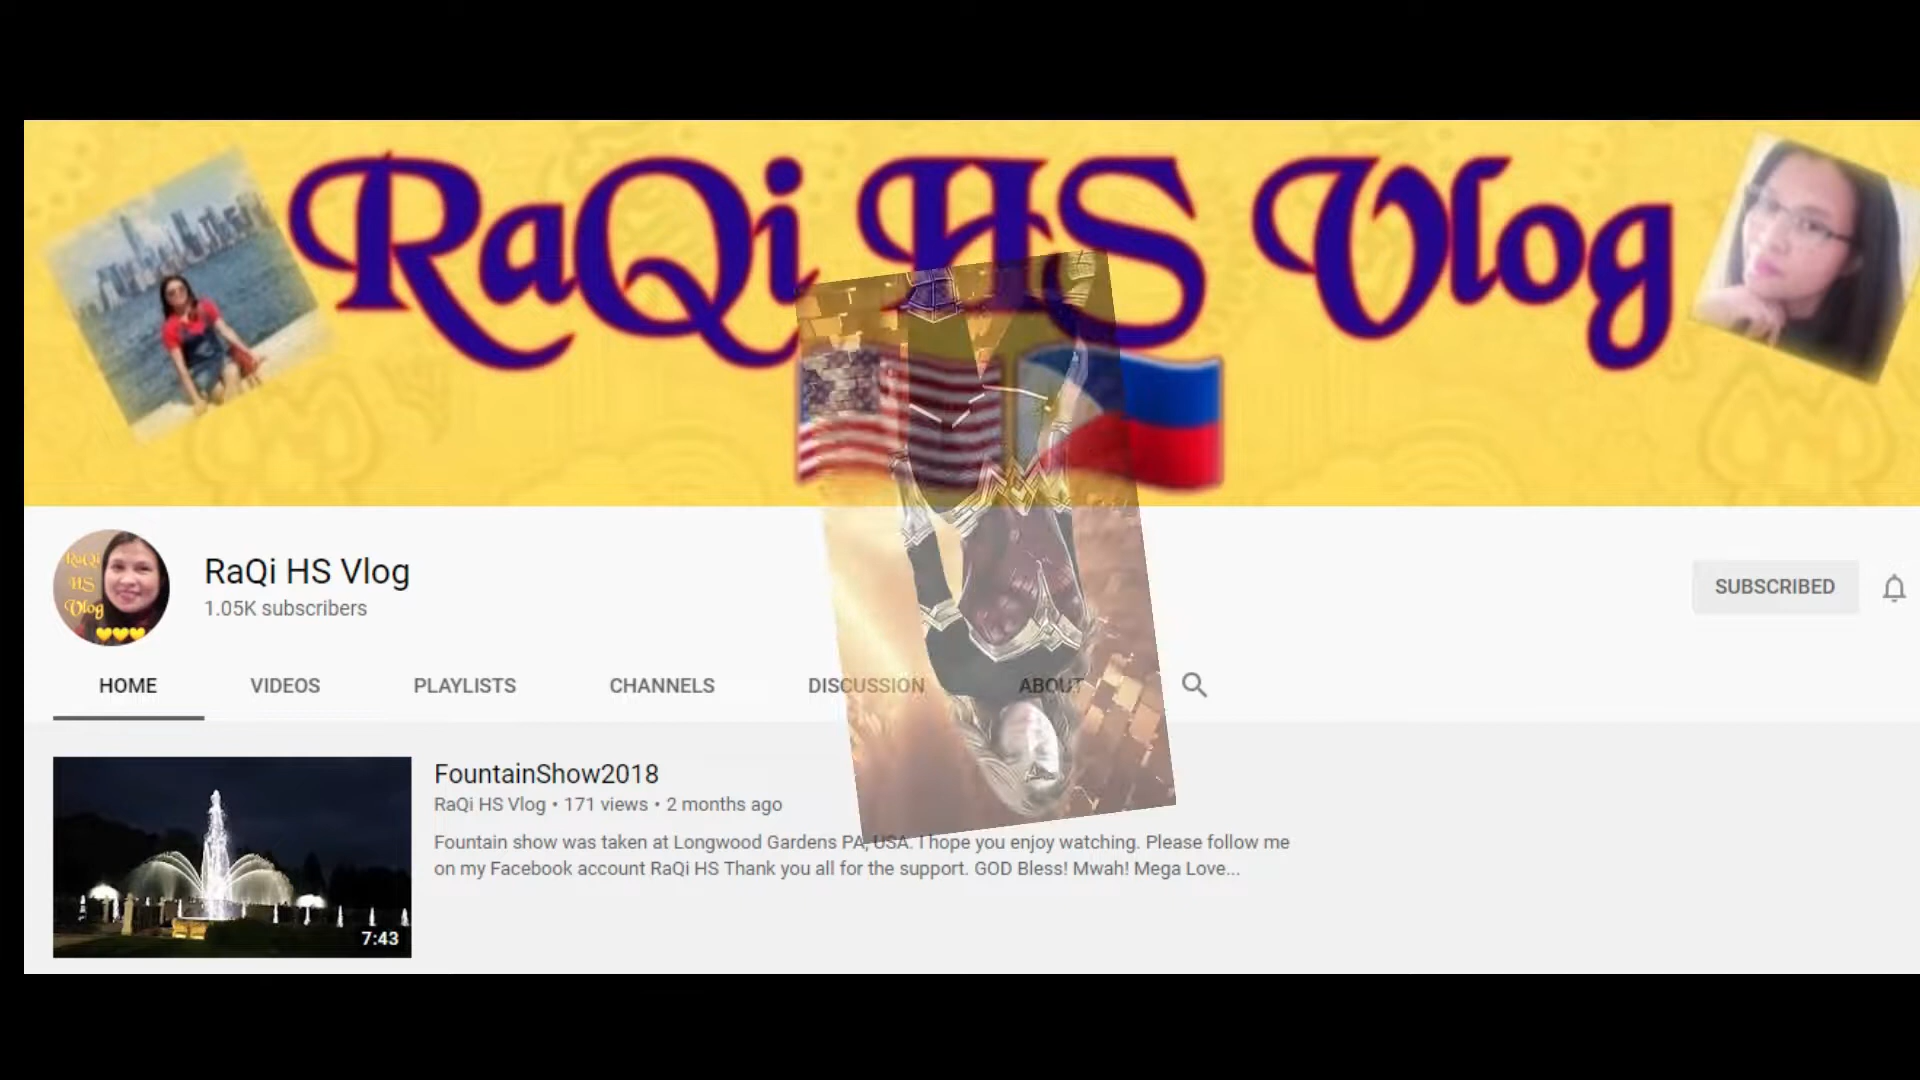 RaQi HS Vlog
RaQi
HS
Vlog
RaQi HS Vlog
1.05K subscribers
SUBSCRIBED
HOME
VIDEOS
PLAYLISTS
CHANNELS
DISCUSSION
ABOUT
FountainShow2018
RaQi HS Vlog • 171 views • 2 months ago
Fountain show was taken at Longwood Gardens PA, USA. I hope you enjoy watching. Please follow me
on my Facebook account RaQi HS Thank you all for the support. GOD Bless! Mwah! Mega Love...
7:43